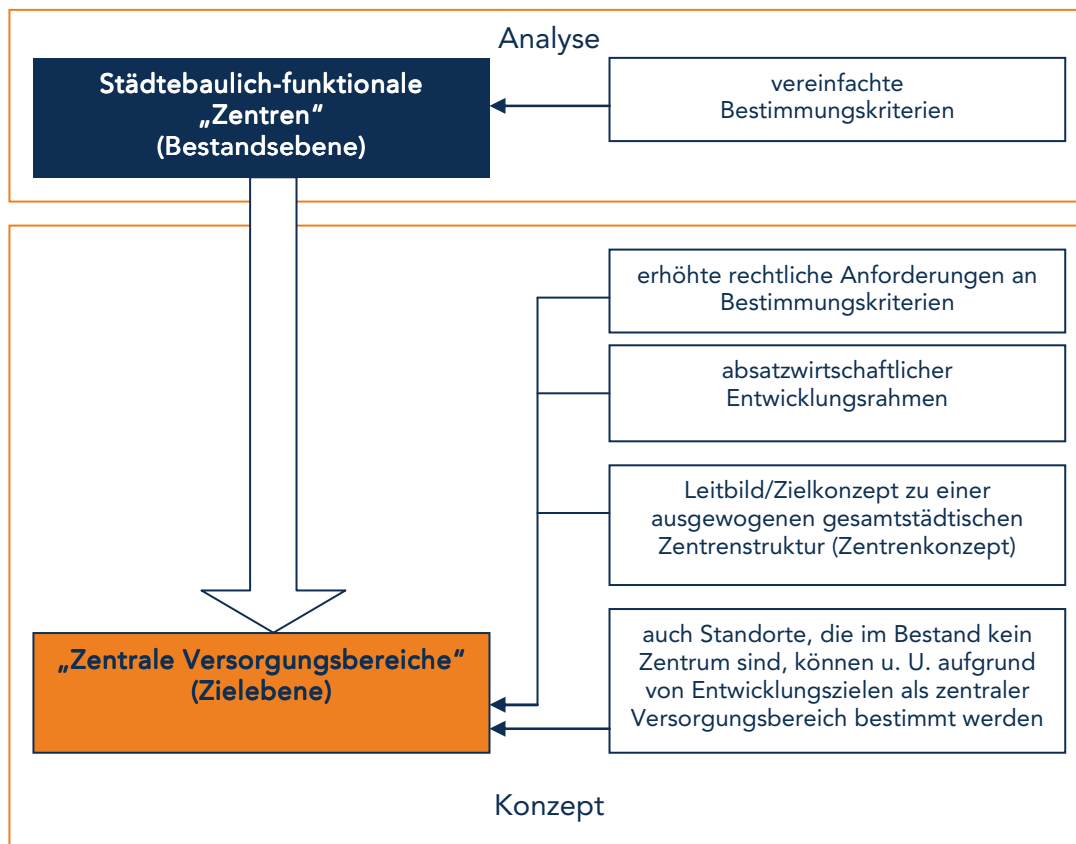 Analyse
Städtebaulich-funktionale
„Zentren“
(Bestandsebene)
vereinfachte
Bestimmungskriterien
erhöhte rechtliche Anforderungen an
Bestimmungskriterien
absatzwirtschaftlicher
Entwicklungsrahmen
Leitbild/Zielkonzept zu einer
ausgewogenen gesamtstädtischen
Zentrenstruktur (Zentrenkonzept)
„Zentrale Versorgungsbereiche“
(Zielebene)
auch Standorte, die im Bestand kein
Zentrum sind, können u. U. aufgrund
von Entwicklungszielen als zentraler
Versorgungsbereich bestimmt werden
Konzept